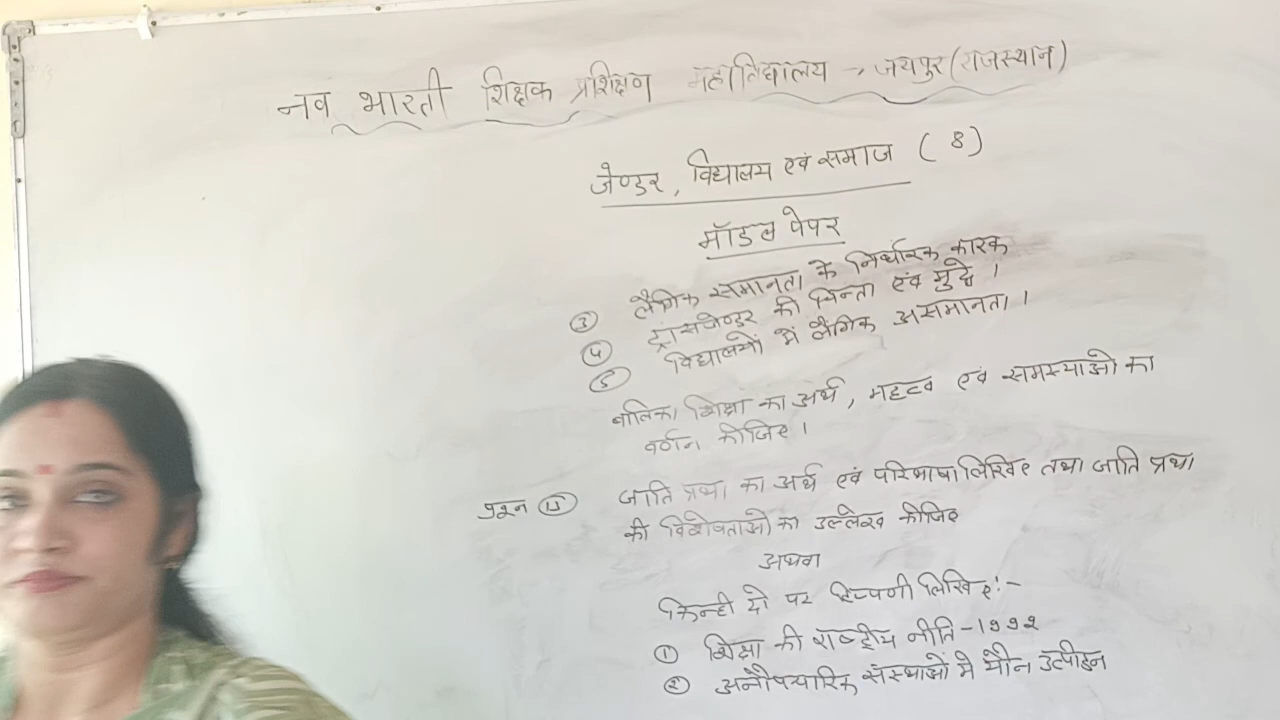 नव भारती शिक्षक प्रशिक्षण महाविद्यालय → जयपुर (राजस्थान)
जेण्डर, विद्यालय एवं समाज ( 8 )
मॉडल पेपर
③ लैंगिक समानता के निर्धारक कारक
④ ट्रांसजेण्डर की चिन्ता एवं मुद्दे ।
⑤ विद्यालयों में लैंगिक असमानता ।
बालिका शिक्षा का अर्थ, महत्व एवं समस्याओं का
वर्णन कीजिए ।
प्रश्न ⑮ जाति प्रथा का अर्थ एवं परिभाषा लिखिए तथा जाति प्रथा
की विशेषताओं का उल्लेख कीजिए
अथवा
किन्ही दो पर टिप्पणी लिखिए:-
① शिक्षा की राष्ट्रीय नीति - 1992
② अनौपचारिक संस्थाओं में यौन उत्पीड़न